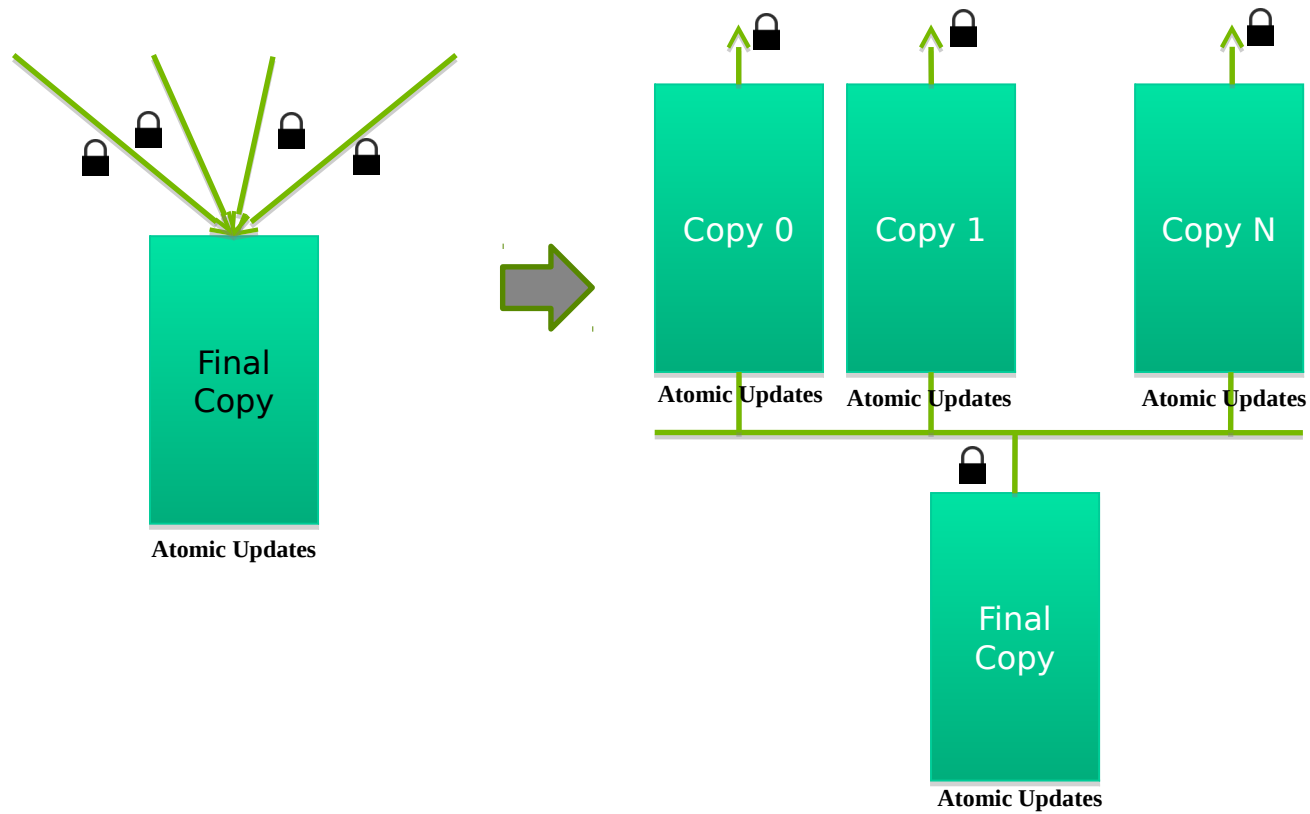 Final
Copy
Atomic Updates
Copy 0
Copy 1
Copy N
Atomic Updates
Atomic Updates
Atomic Updates
Final
Copy
Atomic Updates